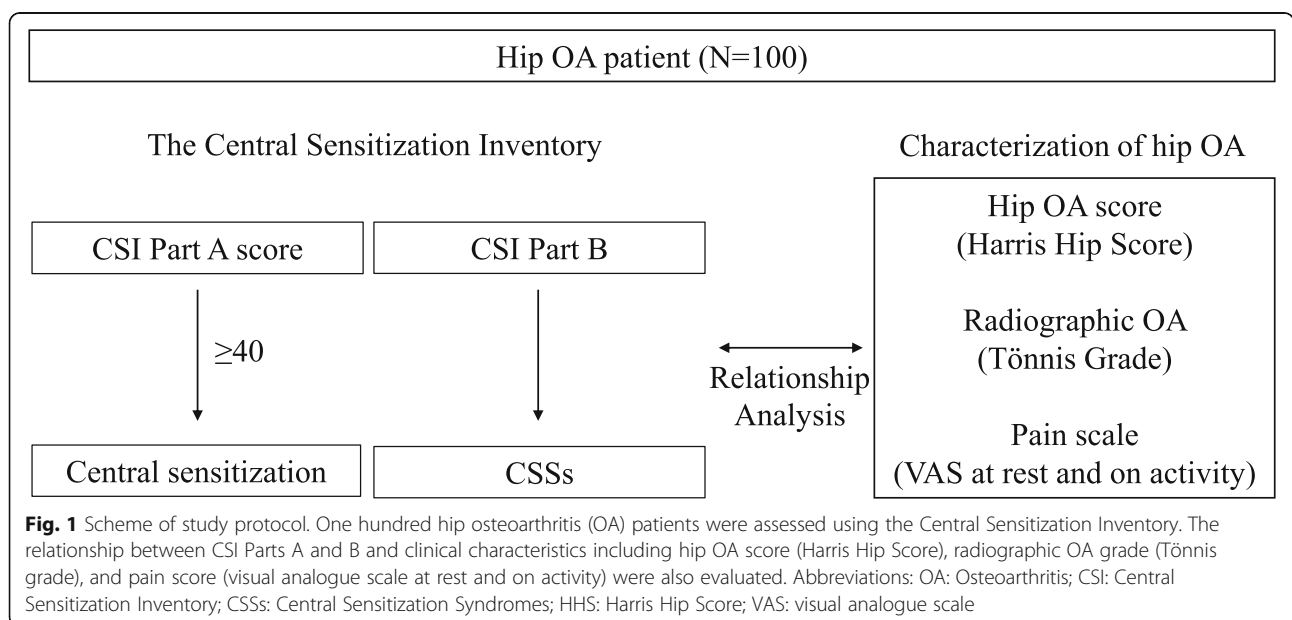 Hip OA patient (N=100)
The Central Sensitization Inventory
Characterization of hip OA
CSI Part A score
CSI Part B
≥40
Central sensitization
CSSs
Relationship
Analysis
Hip OA score
(Harris Hip Score)
Radiographic OA
(Tönnis Grade)
Pain scale
(VAS at rest and on activity)
Fig. 1 Scheme of study protocol. One hundred hip osteoarthritis (OA) patients were assessed using the Central Sensitization Inventory. The
relationship between CSI Parts A and B and clinical characteristics including hip OA score (Harris Hip Score), radiographic OA grade (Tönnis
grade), and pain score (visual analogue scale at rest and on activity) were also evaluated. Abbreviations: OA: Osteoarthritis; CSI: Central
Sensitization Inventory; CSSs: Central Sensitization Syndromes; HHS: Harris Hip Score; VAS: visual analogue scale